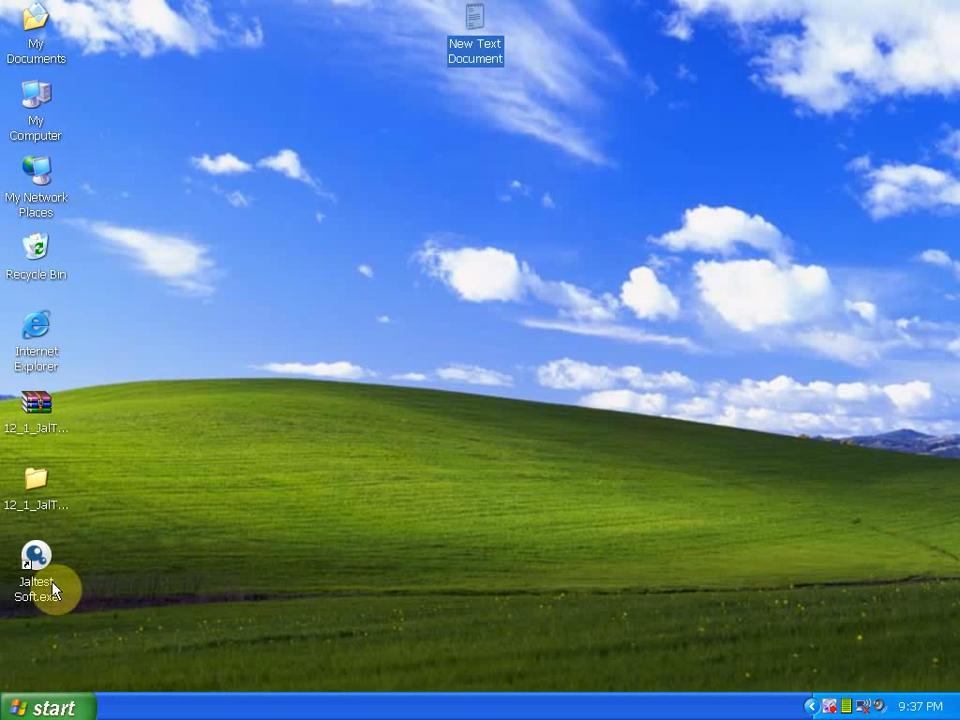 My
Documents
My
Computer
My Network
Places
Recycle Bin
Internet
Explorer
12_1_JalT...
12_1_JalT...
Jaltest
Soft.exe
New Text
Document
start
9:37 PM